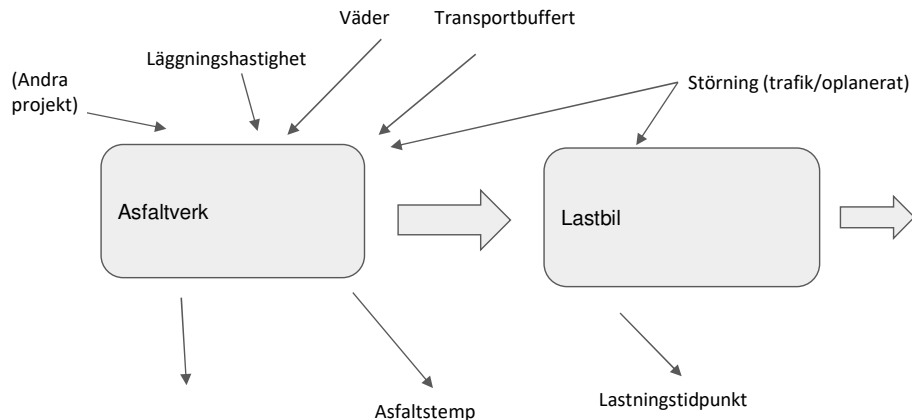 Väder
Transportbuffert
Läggningshastighet
(Andra
projekt)
Störning (trafik/oplanerat)
Asfaltverk
Lastbil
Asfaltstemp
Lastningstidpunkt